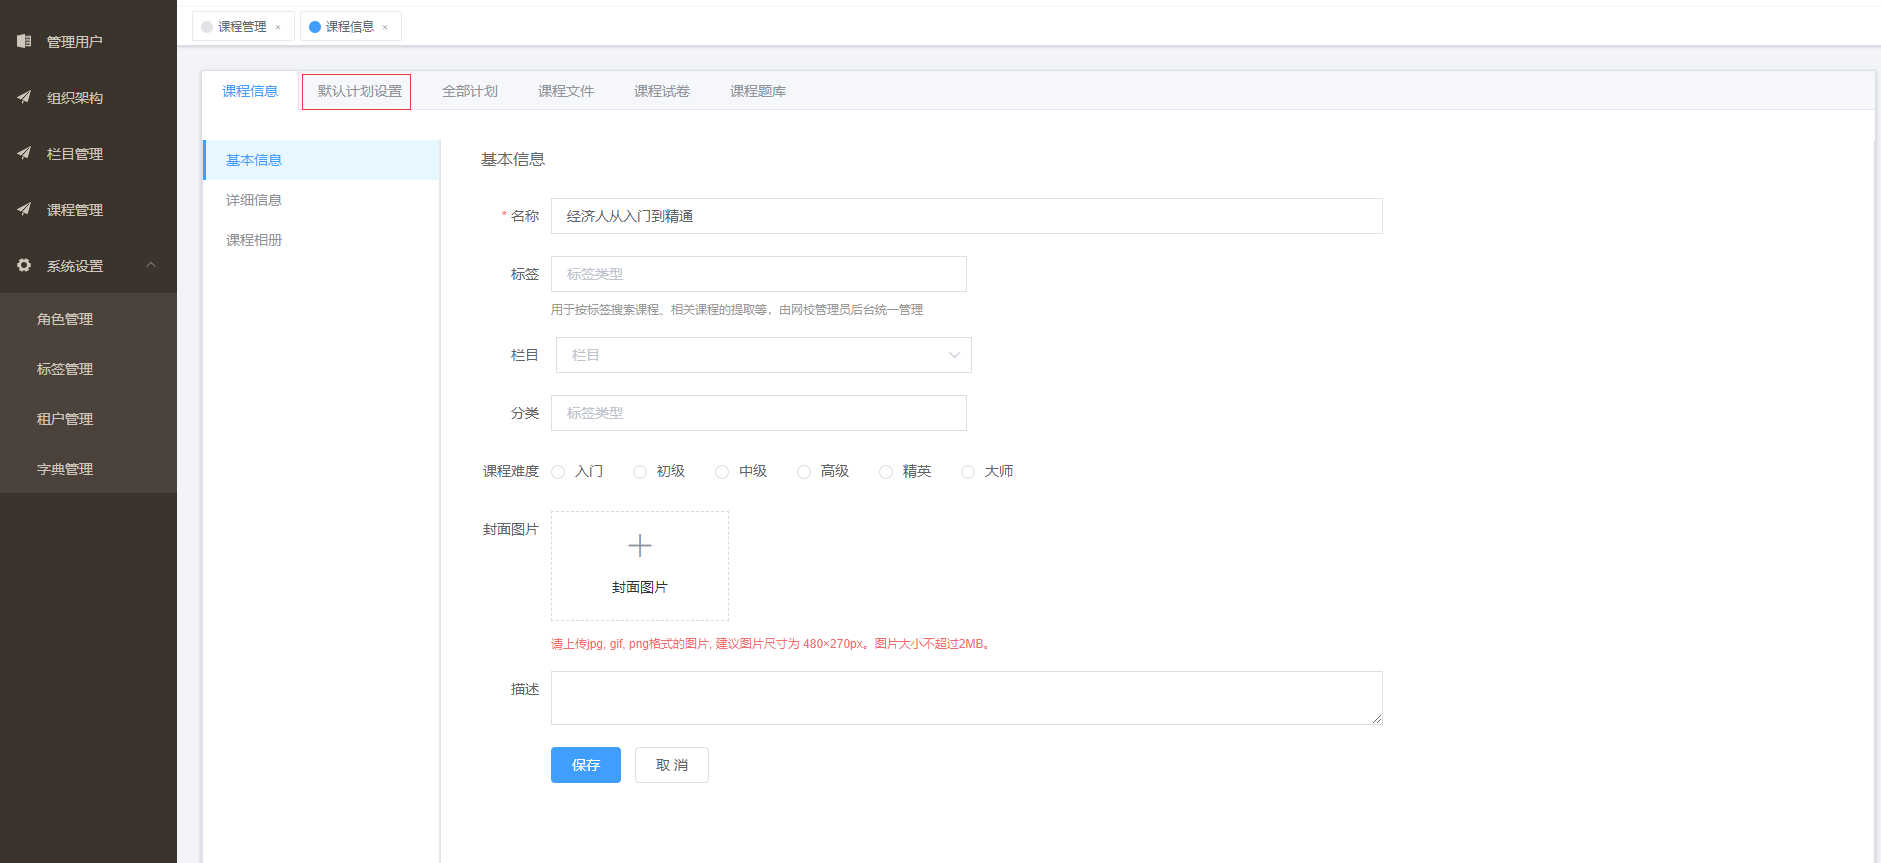 管理用户
组织架构
栏目管理
课程管理
系统设置
角色管理
标签管理
租户管理
字典管理
课程管理 ×
课程信息 ×
课程信息
默认计划设置
全部计划
课程文件
课程试卷
课程题库
基本信息
详细信息
课程相册
基本信息
* 名称
经济人从入门到精通
标签
标签类型
用于按标签搜索课程、相关课程的提取等，由网校管理员后台统一管理
栏目
栏目
分类
标签类型
课程难度
入门
初级
中级
高级
精英
大师
封面图片
封面图片
请上传jpg, gif, png格式的图片, 建议图片尺寸为 480×270px。图片大小不超过2MB。
描述
保存
取 消